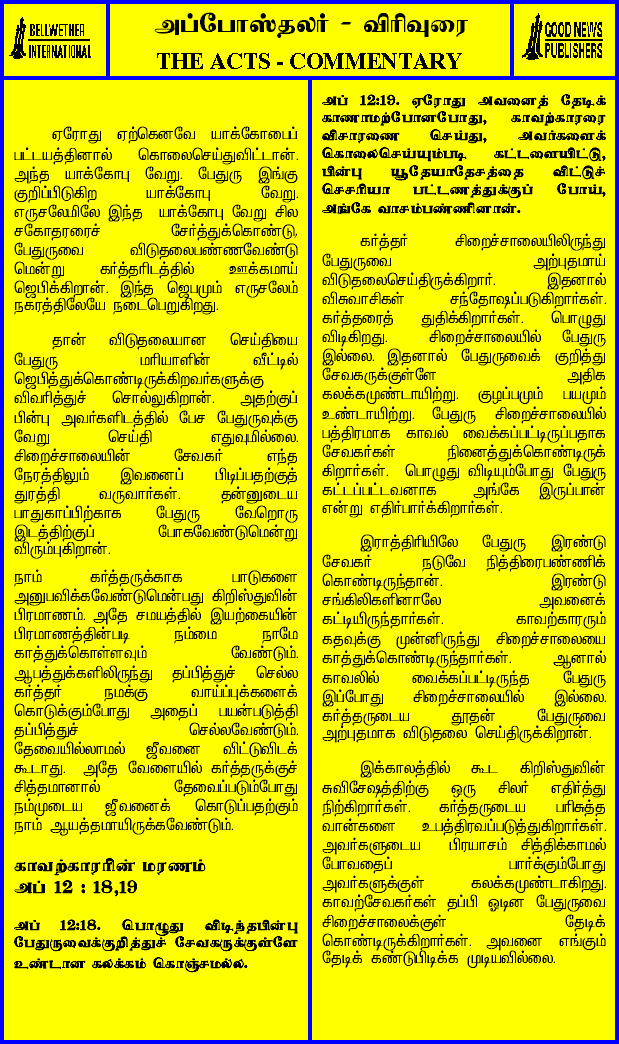 BELLWETHER
INTERNATIONAL
அப்போஸ்தலர் - விரிவுரை
THE ACTS - COMMENTARY
GOOD NEWS
PUBLISHERS
ஏரோது ஏற்கெனவே யாக்கோபைப்
பட்டயத்தினால் கொலைசெய்துவிட்டான்.
அந்த யாக்கோபு வேறு. பேதுரு இங்கு
குறிப்பிடுகிற யாக்கோபு வேறு.
எருசலேமிலே இந்த யாக்கோபு வேறு சில
சகோதரரைச் சேர்த்துக்கொண்டு,
பேதுருவை விடுதலைபண்ணவேண்டு
மென்று கர்த்தரிடத்தில் ஊக்கமாய்
ஜெபிக்கிறான். இந்த ஜெபமும் எருசலேம்
நகரத்திலேயே நடைபெறுகிறது.
தான் விடுதலையான செய்தியை
பேதுரு மரியாளின் வீட்டில்
ஜெபித்துக்கொண்டிருக்கிறவர்களுக்கு
விவரித்துச் சொல்லுகிறான். அதற்குப்
பின்பு அவர்களிடத்தில் பேச பேதுருவுக்கு
வேறு செய்தி எதுவுமில்லை.
சிறைச்சாலையின் சேவகர் எந்த
நேரத்திலும் இவனைப் பிடிப்பதற்குத்
துரத்தி வருவார்கள். தன்னுடைய
பாதுகாப்பிற்காக பேதுரு வேறொரு
இடத்திற்குப் போகவேண்டுமென்று
விரும்புகிறான்.
நாம் கர்த்தருக்காக பாடுகளை
அனுபவிக்கவேண்டுமென்பது கிறிஸ்துவின்
பிரமாணம். அதே சமயத்தில் இயற்கையின்
பிரமாணத்தின்படி நம்மை நாமே
காத்துக்கொள்ளவும் வேண்டும்.
ஆபத்துக்களிலிருந்து தப்பித்துச் செல்ல
கர்த்தர் நமக்கு வாய்ப்புக்களைக்
கொடுக்கும்போது அதைப் பயன்படுத்தி
தப்பித்துச் செல்லவேண்டும்.
தேவையில்லாமல் ஜீவனை விட்டுவிடக்
கூடாது. அதே வேளையில் கர்த்தருக்குச்
சித்தமானால் தேவைப்படும்போது
நம்முடைய ஜீவனைக் கொடுப்பதற்கும்
நாம் ஆயத்தமாயிருக்கவேண்டும்.
காவற்காரரின் மரணம்
அப் 12 : 18,19
அப் 12:18. பொழுது விடிந்தபின்பு
பேதுருவைக்குறித்துச் சேவகருக்குள்ளே
உண்டான கலக்கம் கொஞ்சமல்ல.
அப் 12:19. ஏரோது அவனைத் தேடிக்
காணாமற்போனபோது, காவற்காரரை
விசாரணை செய்து, அவர்களைக்
கொலைசெய்யும்படி கட்டளையிட்டு,
பின்பு யூதேயாதேசத்தை விட்டுச்
செசரியா பட்டணத்துக்குப் போய்,
அங்கே வாசம்பண்ணினான்.
கர்த்தர் சிறைச்சாலையிலிருந்து
பேதுருவை அற்புதமாய்
விடுதலைசெய்திருக்கிறார். இதனால்
விசுவாசிகள் சந்தோஷப்படுகிறார்கள்.
கர்த்தரைத் துதிக்கிறார்கள். பொழுது
விடிகிறது. சிறைச்சாலையில் பேதுரு
இல்லை. இதனால் பேதுருவைக் குறித்து
சேவகருக்குள்ளே அதிக
கலக்கமுண்டாயிற்று. குழப்பமும் பயமும்
உண்டாயிற்று. பேதுரு சிறைச்சாலையில்
பத்திரமாக காவல் வைக்கப்பட்டிருப்பதாக
சேவகர்கள் நினைத்துக்கொண்டிருக்
கிறார்கள். பொழுது விடியும்போது பேதுரு
கட்டப்பட்டவனாக அங்கே இருப்பான்
என்று எதிர்பார்க்கிறார்கள்.
இராத்திரியிலே பேதுரு இரண்டு
சேவகர் நடுவே நித்திரைபண்ணிக்
கொண்டிருந்தான். இரண்டு
சங்கிலிகளினாலே அவனைக்
கட்டியிருந்தார்கள். காவற்காரரும்
கதவுக்கு முன்னிருந்து சிறைச்சாலையை
காத்துக்கொண்டிருந்தார்கள். ஆனால்
காவலில் வைக்கப்பட்டிருந்த பேதுரு
இப்போது சிறைச்சாலையில் இல்லை.
கர்த்தருடைய தூதன் பேதுருவை
அற்புதமாக விடுதலை செய்திருக்கிறான்.
இக்காலத்தில் கூட கிறிஸ்துவின்
சுவிசேஷத்திற்கு ஒரு சிலர் எதிர்த்து
நிற்கிறார்கள். கர்த்தருடைய பரிசுத்த
வான்களை உபத்திரவப்படுத்துகிறார்கள்.
அவர்களுடைய பிரயாசம் சித்திக்காமல்
போவதைப் பார்க்கும்போது
அவர்களுக்குள் கலக்கமுண்டாகிறது.
காவற்சேவகர்கள் தப்பி ஓடின பேதுருவை
சிறைச்சாலைக்குள் தேடிக்
கொண்டிருக்கிறார்கள். அவனை எங்கும்
தேடிக் கண்டுபிடிக்க முடியவில்லை.